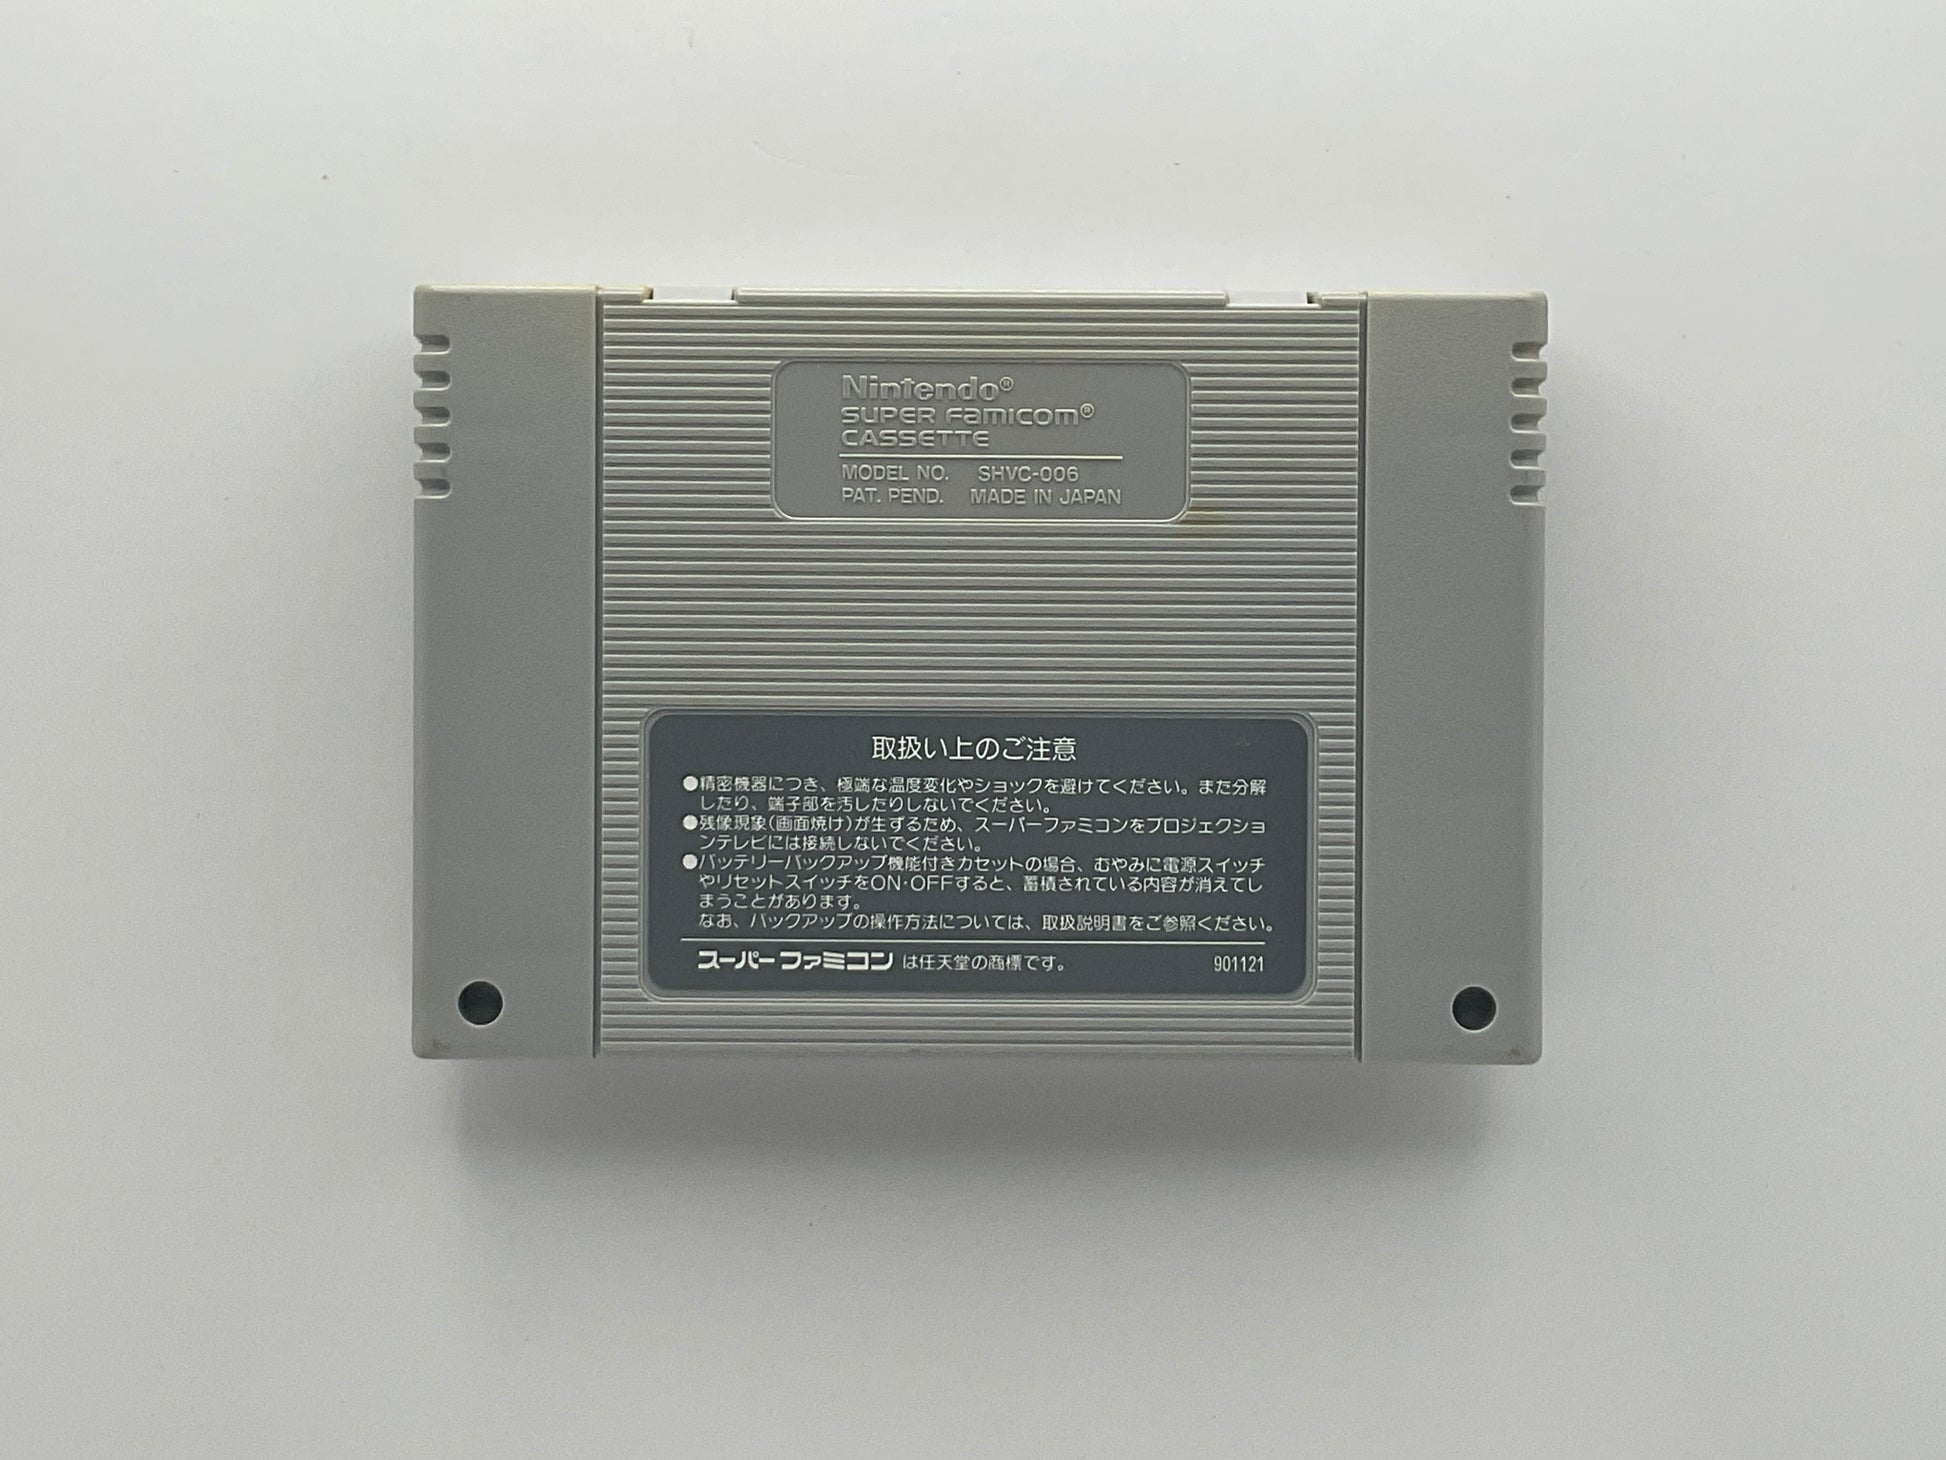 Nintendo®
SUPER Famicom®
CASSETTE
MODEL NO. SHVC-006
PAT. PEND. MADE IN JAPAN
取扱い上のご注意
●精密機器につき、極端な温度変化やショックを避けてください。また分解
したり、端子部を汚したりしないでください。
●残像現象(画面焼け)が生ずるため、スーパーファミコンをプロジェクショ
ンテレビには接続しないでください。
●バッテリーバックアップ機能付きカセットの場合、むやみに電源スイッチ
やリセットスイッチをON・OFFすると、蓄積されている内容が消えてし
まうことがあります。
なお、バックアップの操作方法については、取扱説明書をご参照ください。
スーパーファミコン は任天堂の商標です。 901121